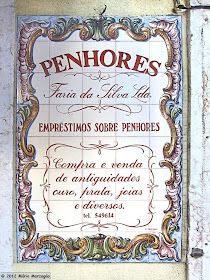 PENHORES
Faria da Silva Lda.
EMPRÉSTIMOS SOBRE PENHORES
Compra e venda
de antiguidades
ouro, prata, joias
e diversos.
tel. 549614
© 2012 Mário Marzagão